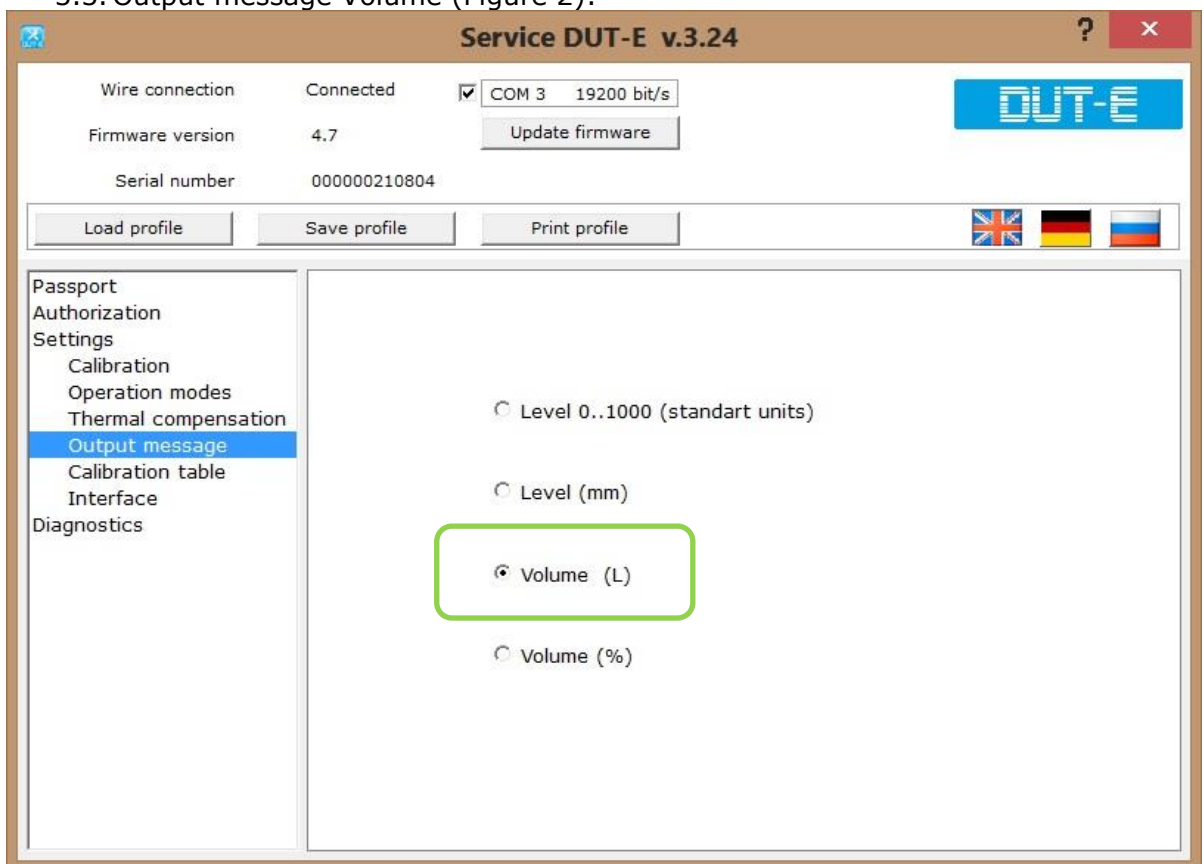 5.5. Output message Volume (Figure 2).
Service DUT-E v.3.24
?
×
Wire connection Connected COM 3 19200 bit/s
DUT-E
Firmware version 4.7 Update firmware
Serial number 000000210804
Load profile Save profile Print profile
Passport
Authorization
Settings
Calibration
Operation modes
Thermal compensation
Output message
Calibration table
Interface
Diagnostics
Level 0..1000 (standart units)
Level (mm)
Volume (L)
Volume (%)